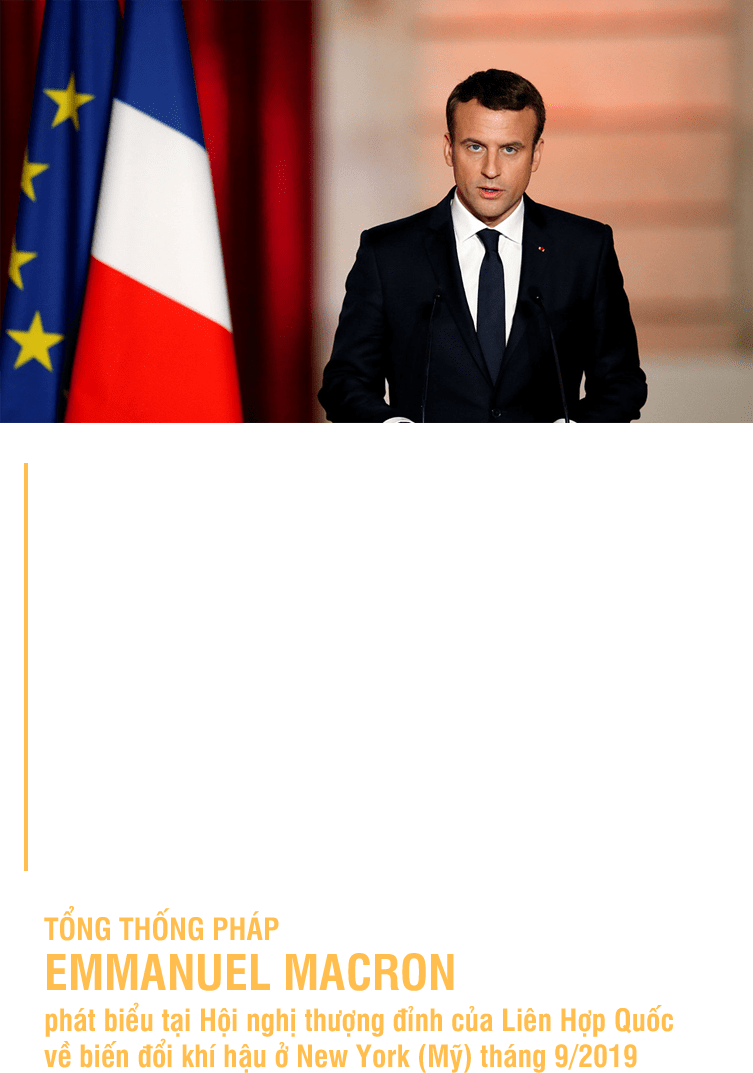 TỔNG THỐNG PHÁP
EMMANUEL MACRON
phát biểu tại Hội nghị thượng đỉnh của Liên Hợp Quốc
về biến đổi khí hậu ở New York (Mỹ) tháng 9/2019